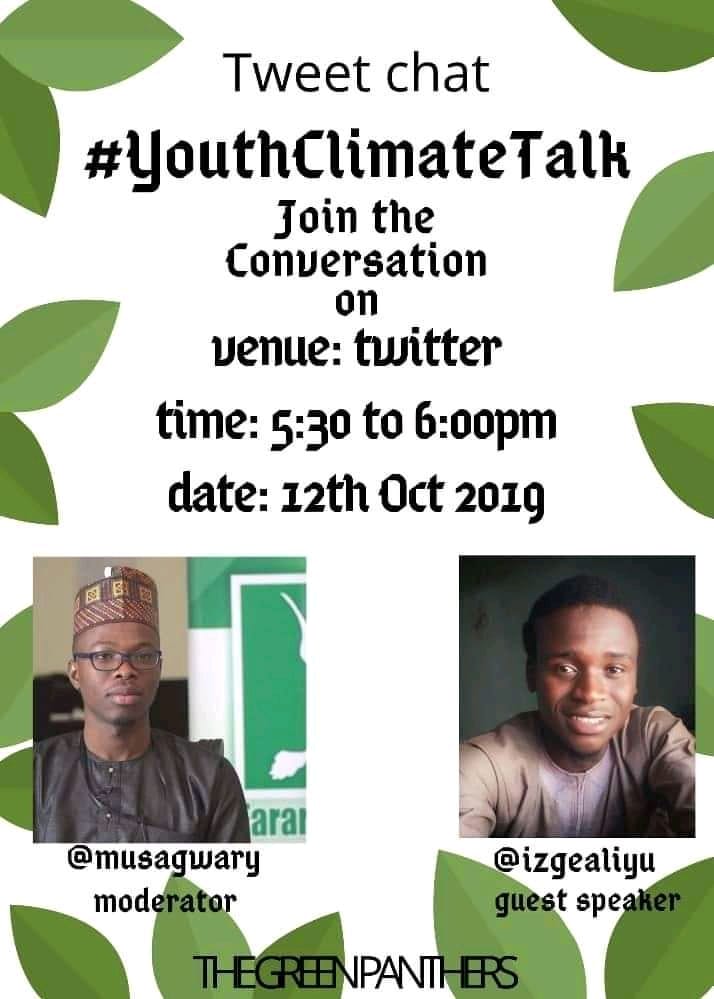 Tweet chat
#YouthClimateTalk
Join the
Conversation
on
venue: twitter
time: 5:30 to 6:00pm
date: 12th Oct 2019
aran
@musagwary
moderator
@izgealiyu
guest speaker
THEGREENPANTHERS